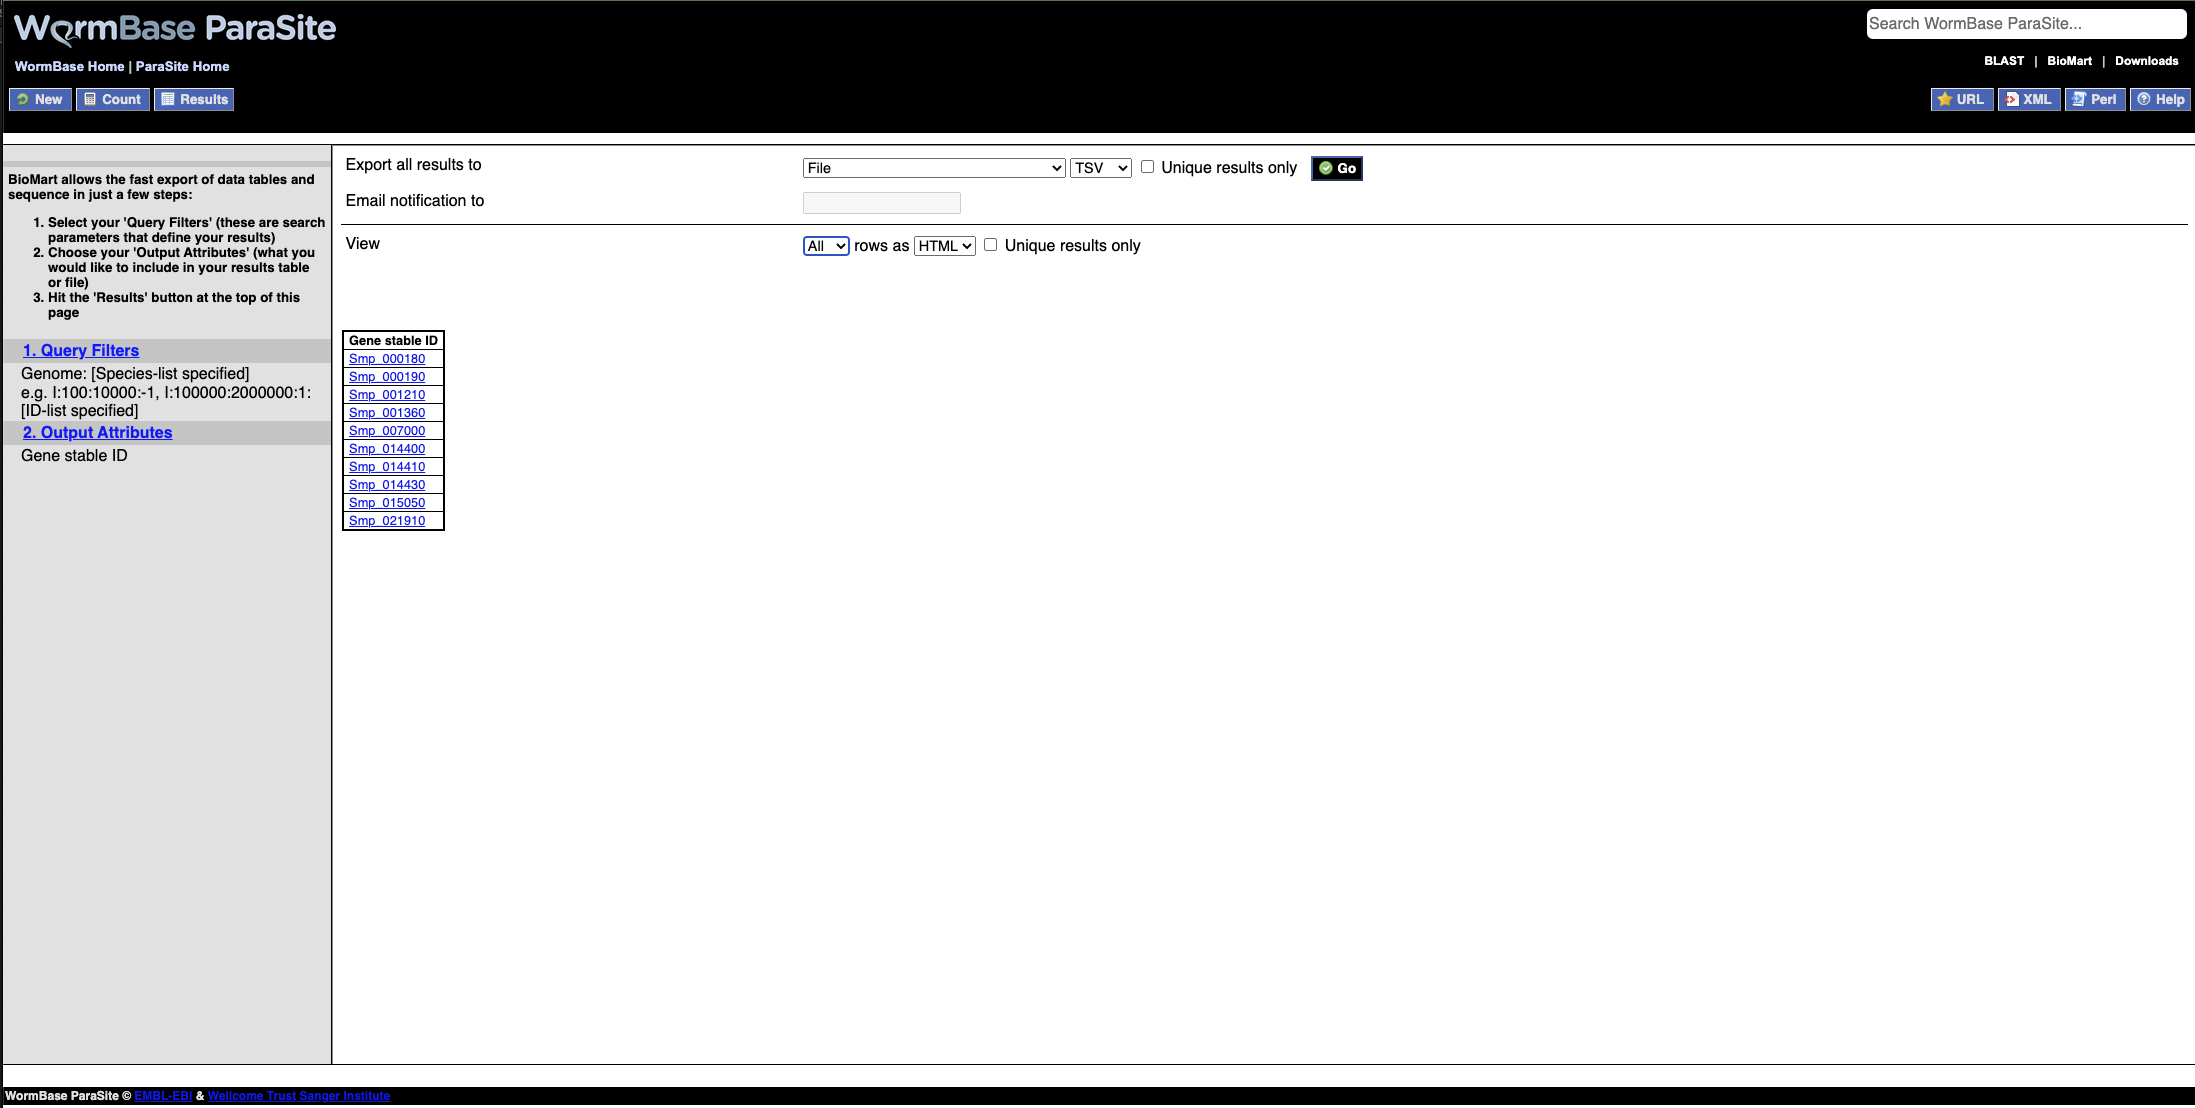 WormBase ParaSite
Search WormBase ParaSite...
WormBase Home | ParaSite Home
BLAST | BioMart | Downloads
New Count Results
URL XML Perl Help
BioMart allows the fast export of data tables and
sequence in just a few steps:
1. Select your 'Query Filters' (these are search
parameters that define your results)
2. Choose your 'Output Attributes' (what you
would like to include in your results table
or file)
3. Hit the 'Results' button at the top of this
page
1. Query Filters
Genome: [Species-list specified]
e.g. I:100:10000:-1, I:100000:2000000:1:
[ID-list specified]
2. Output Attributes
Gene stable ID
Export all results to File TSV Unique results only Go
Email notification to
View All rows as HTML Unique results only
Gene stable ID
Smp_000180
Smp_000190
Smp_001210
Smp_001360
Smp_007000
Smp_014400
Smp_014410
Smp_014430
Smp_015050
Smp_021910
WormBase ParaSite © EMBL-EBI & Wellcome Trust Sanger Institute